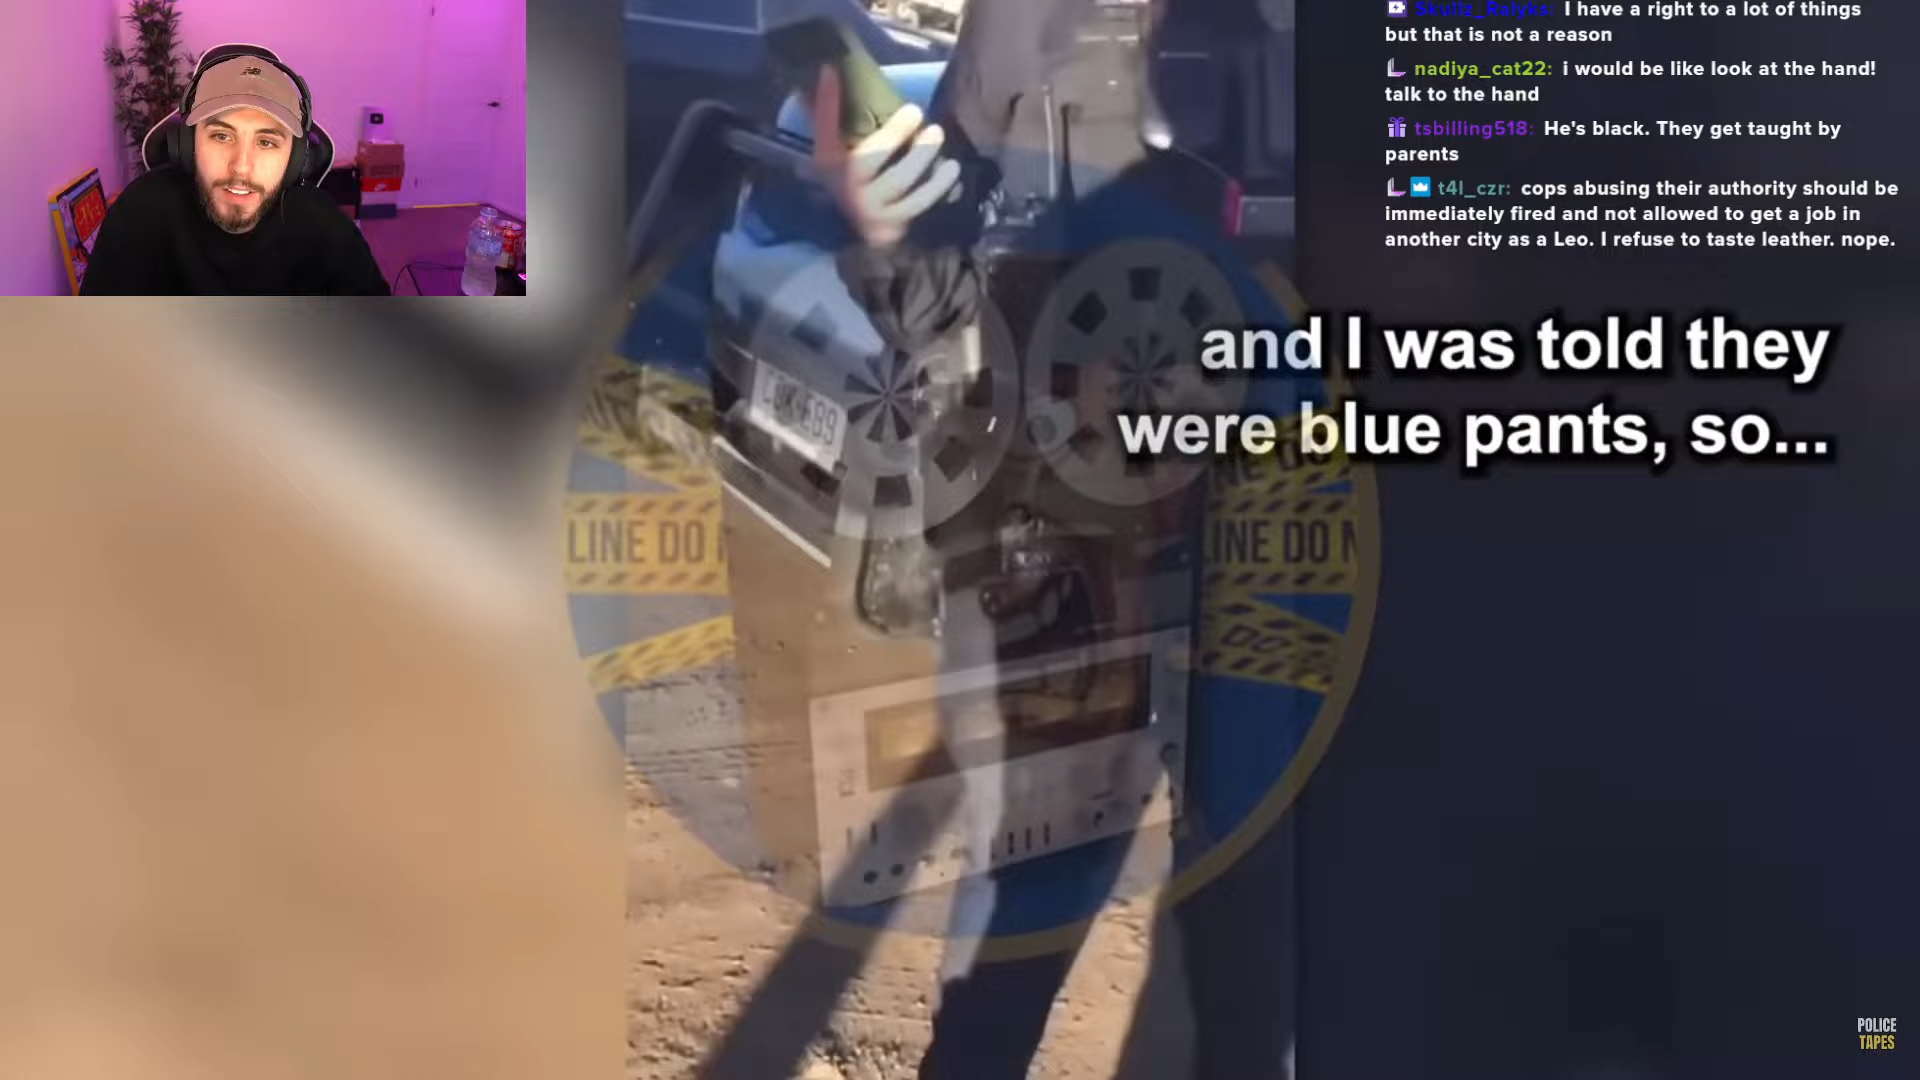 Skullz_Ralyks: I have a right to a lot of things
but that is not a reason
nadiya_cat22: i would be like look at the hand!
talk to the hand
tsbilling518: He's black. They get taught by
parents
t4l_czr: cops abusing their authority should be
immediately fired and not allowed to get a job in
another city as a Leo. I refuse to taste leather. nope.
and I was told they
were blue pants, so...
LINE DO N
LINE DO N
POLICE
TAPES